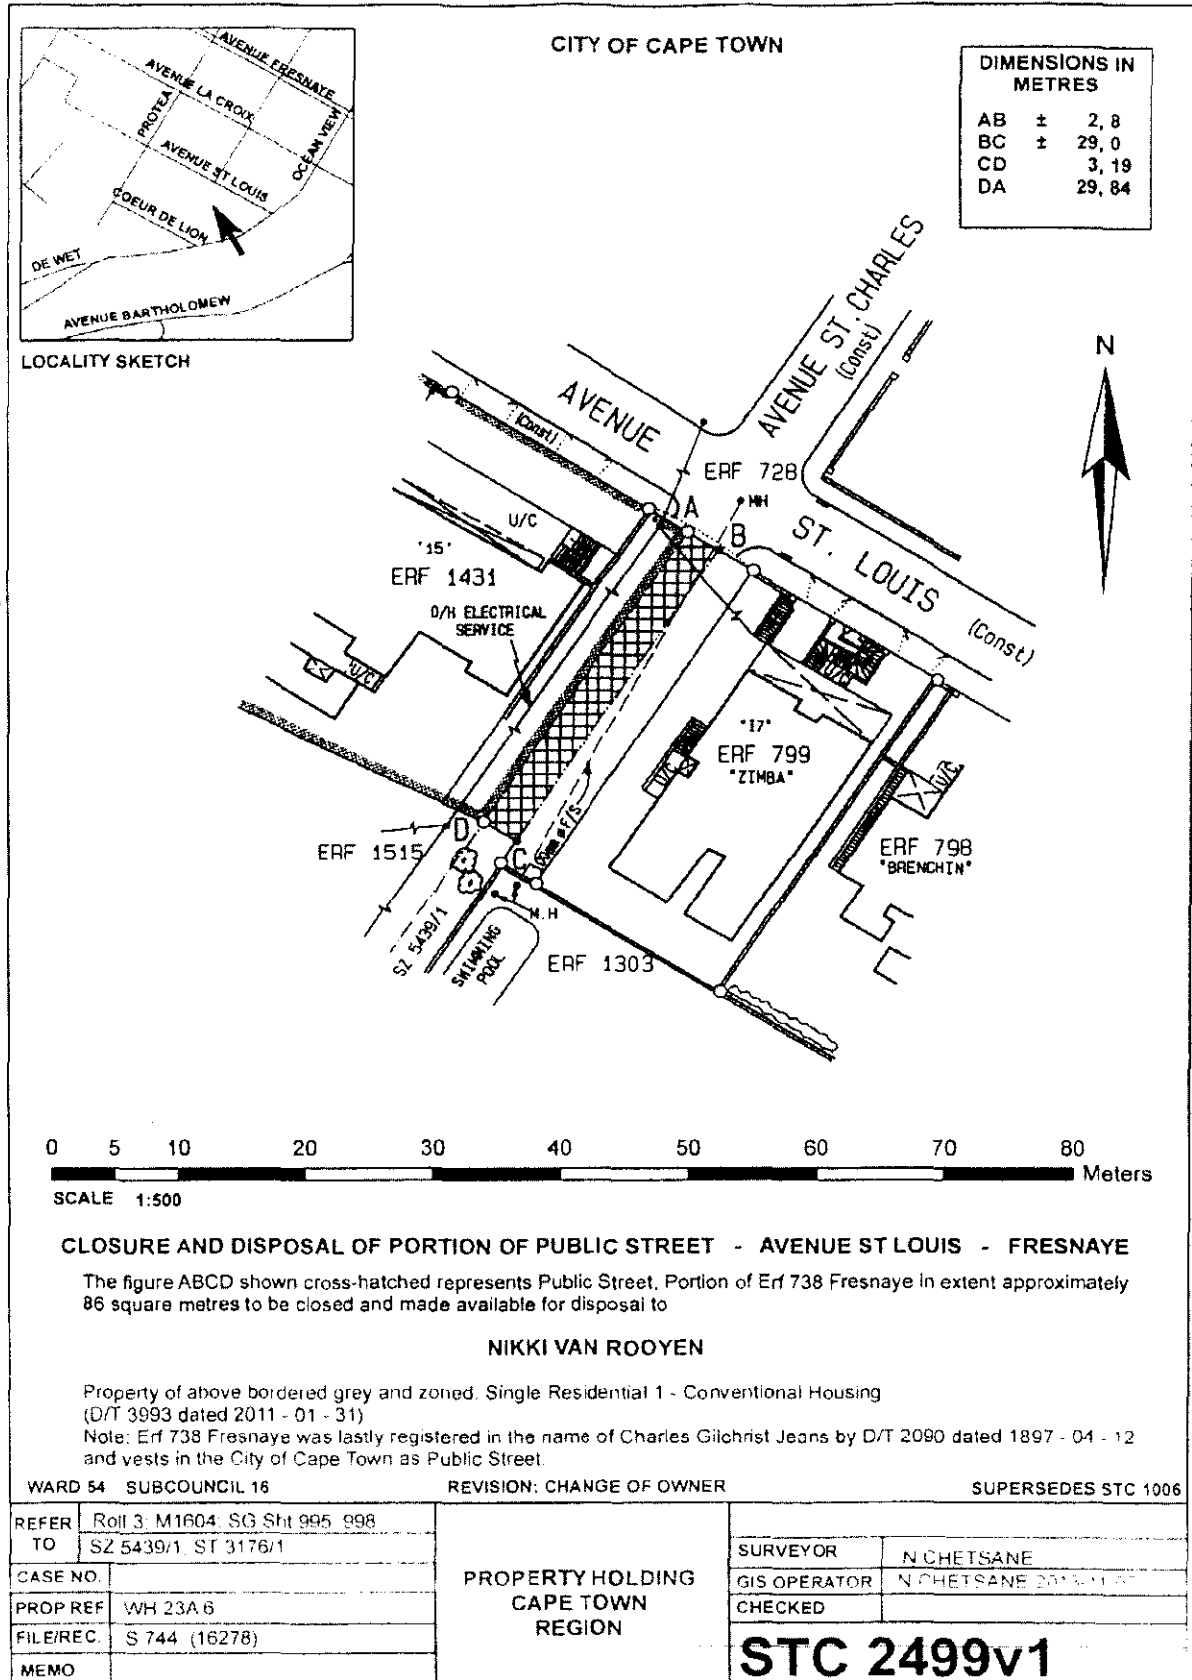 CITY OF CAPE TOWN
AVENUE FRESNAYE
AVENUE LA CROIX
PROTEA
OCEAN VIEW
AVENUE ST LOUIS
COEUR DE LION
DE WET
AVENUE BARTHOLOMEW
LOCALITY SKETCH
DIMENSIONS IN
METRES
AB ± 2, 8
BC ± 29, 0
CD 3, 19
DA 29, 84
N
AVENUE ST. CHARLES
(Const)
AVENUE
(Const)
ERF 728
MH
A
B
ST. LOUIS
(Const)
U/C
"15"
ERF 1431
O/H ELECTRICAL
SERVICE
U/C
U/C
"17"
ERF 799
"ZIMBA"
U/C
U/C
ERF 798
"BRENCHIN"
D
ERF 1515
C
F/S
M.H
SZ 5439/1
SWIMMING
POOL
ERF 1303
0 5 10 20 30 40 50 60 70 80
Meters
SCALE 1:500
CLOSURE AND DISPOSAL OF PORTION OF PUBLIC STREET - AVENUE ST LOUIS - FRESNAYE
The figure ABCD shown cross-hatched represents Public Street, Portion of Erf 738 Fresnaye in extent approximately
86 square metres to be closed and made available for disposal to
NIKKI VAN ROOYEN
Property of above bordered grey and zoned. Single Residential 1 - Conventional Housing
(D/T 3993 dated 2011 - 01 - 31)
Note: Erf 738 Fresnaye was lastly registered in the name of Charles Gilchrist Jeans by D/T 2090 dated 1897 - 04 - 12
and vests in the City of Cape Town as Public Street.
WARD 54 SUBCOUNCIL 16 REVISION: CHANGE OF OWNER SUPERSEDES STC 1006
REFER
TO
Roll 3; M1604; SG Sht 995 998
SZ 5439/1, ST 3176/1
CASE NO.
PROP REF WH 23A 6
FILE/REC. S 744 (16278)
MEMO
PROPERTY HOLDING
CAPE TOWN
REGION
SURVEYOR N CHETSANE
GIS OPERATOR N CHETSANE
CHECKED
STC 2499v1